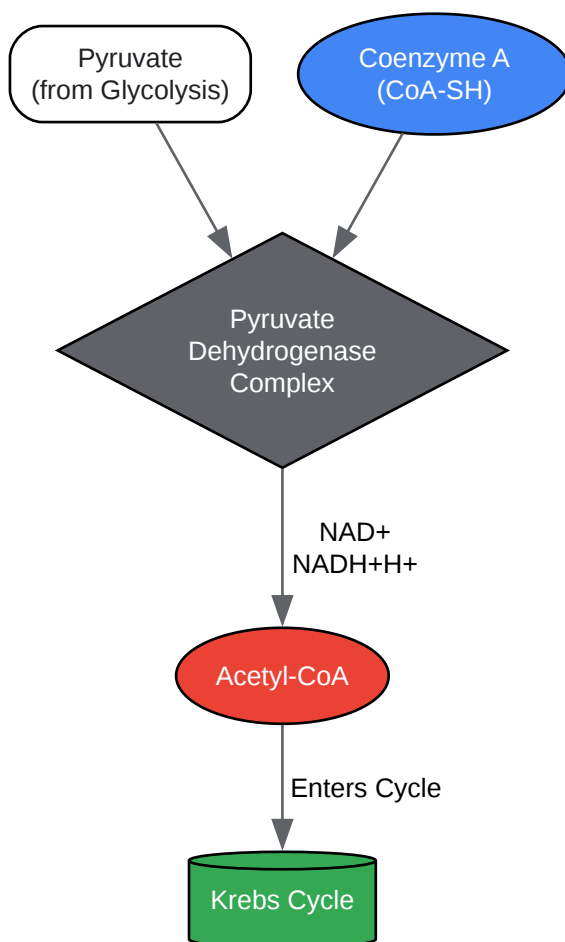 Pyruvate
(from Glycolysis)
Coenzyme A
(CoA-SH)
Pyruvate
Dehydrogenase
Complex
NAD+
NADH+H+
Acetyl-CoA
Enters Cycle
Krebs Cycle